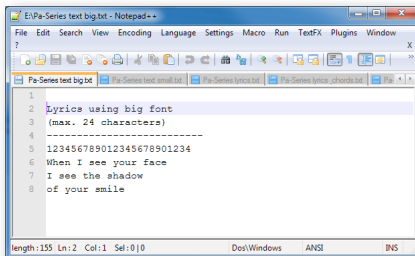 E:\Pa-Series text big.txt - Notepad++
File Edit Search View Encoding Language Settings Macro Run TextFX Plugins Window
? X
Pa-Series text big.txt Pa-Series text small.txt Pa-Series lyrics.txt Pa-Series lyrics_chords.txt Pa
1
2 Lyrics using big font
3 (max. 24 characters)
4 --------------------------
5 123456789012345678901234
6 When I see your face
7 I see the shadow
8 of your smile
length : 155 Ln : 2 Col : 1 Sel : 0 | 0 Dos\Windows ANSI INS